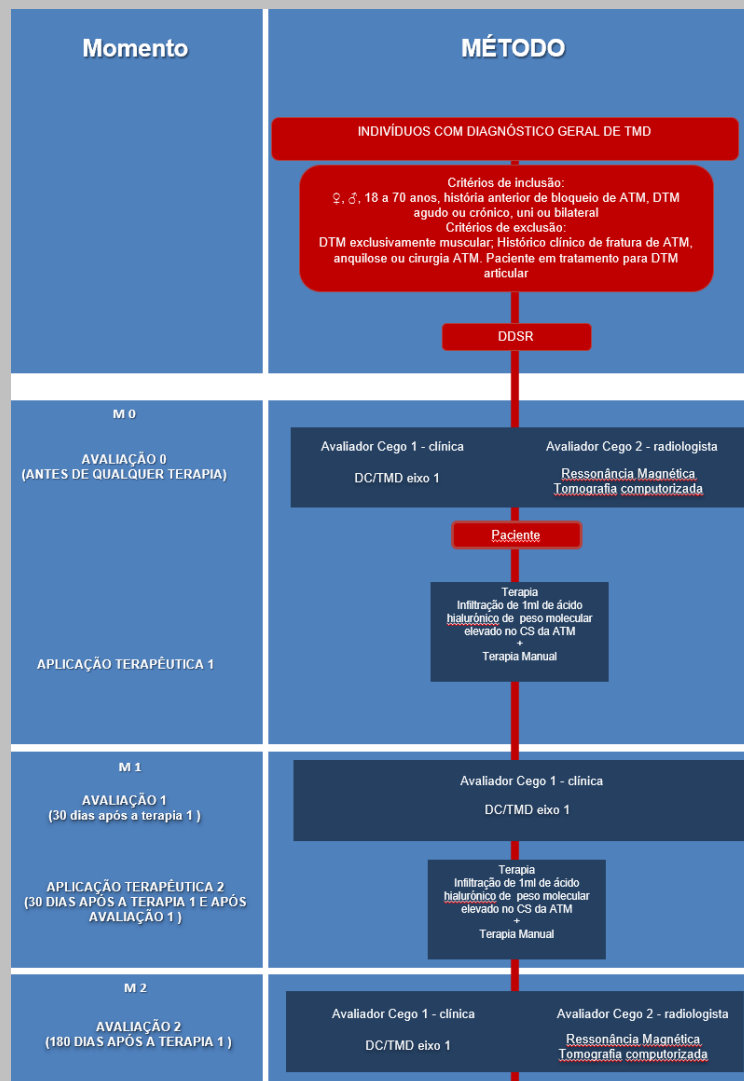 Momento
MÉTODO
INDIVÍDUOS COM DIAGNÓSTICO GERAL DE TMD
Critérios de inclusão:
♀, ♂, 18 a 70 anos, história anterior de bloqueio de ATM, DTM
agudo ou crónico, uni ou bilateral
Critérios de exclusão:
DTM exclusivamente muscular; Histórico clínico de fratura de ATM,
anquilose ou cirurgia ATM. Paciente em tratamento para DTM
articular
DDSR
M 0
AVALIAÇÃO 0
(ANTES DE QUALQUER TERAPIA)
Avaliador Cego 1 - clínica
DC/TMD eixo 1
Avaliador Cego 2 - radiologista
Ressonância Magnética
Tomografia computorizada
Paciente
APLICAÇÃO TERAPÊUTICA 1
Terapia
Infiltração de 1ml de ácido
hialurónico de peso molecular
elevado no CS da ATM
+
Terapia Manual
M 1
AVALIAÇÃO 1
(30 dias após a terapia 1 )
Avaliador Cego 1 - clínica
DC/TMD eixo 1
APLICAÇÃO TERAPÊUTICA 2
(30 DIAS APÓS A TERAPIA 1 E APÓS
AVALIAÇÃO 1 )
Terapia
Infiltração de 1ml de ácido
hialurónico de peso molecular
elevado no CS da ATM
+
Terapia Manual
M 2
AVALIAÇÃO 2
(180 DIAS APÓS A TERAPIA 1 )
Avaliador Cego 1 - clínica
DC/TMD eixo 1
Avaliador Cego 2 - radiologista
Ressonância Magnética
Tomografia computorizada